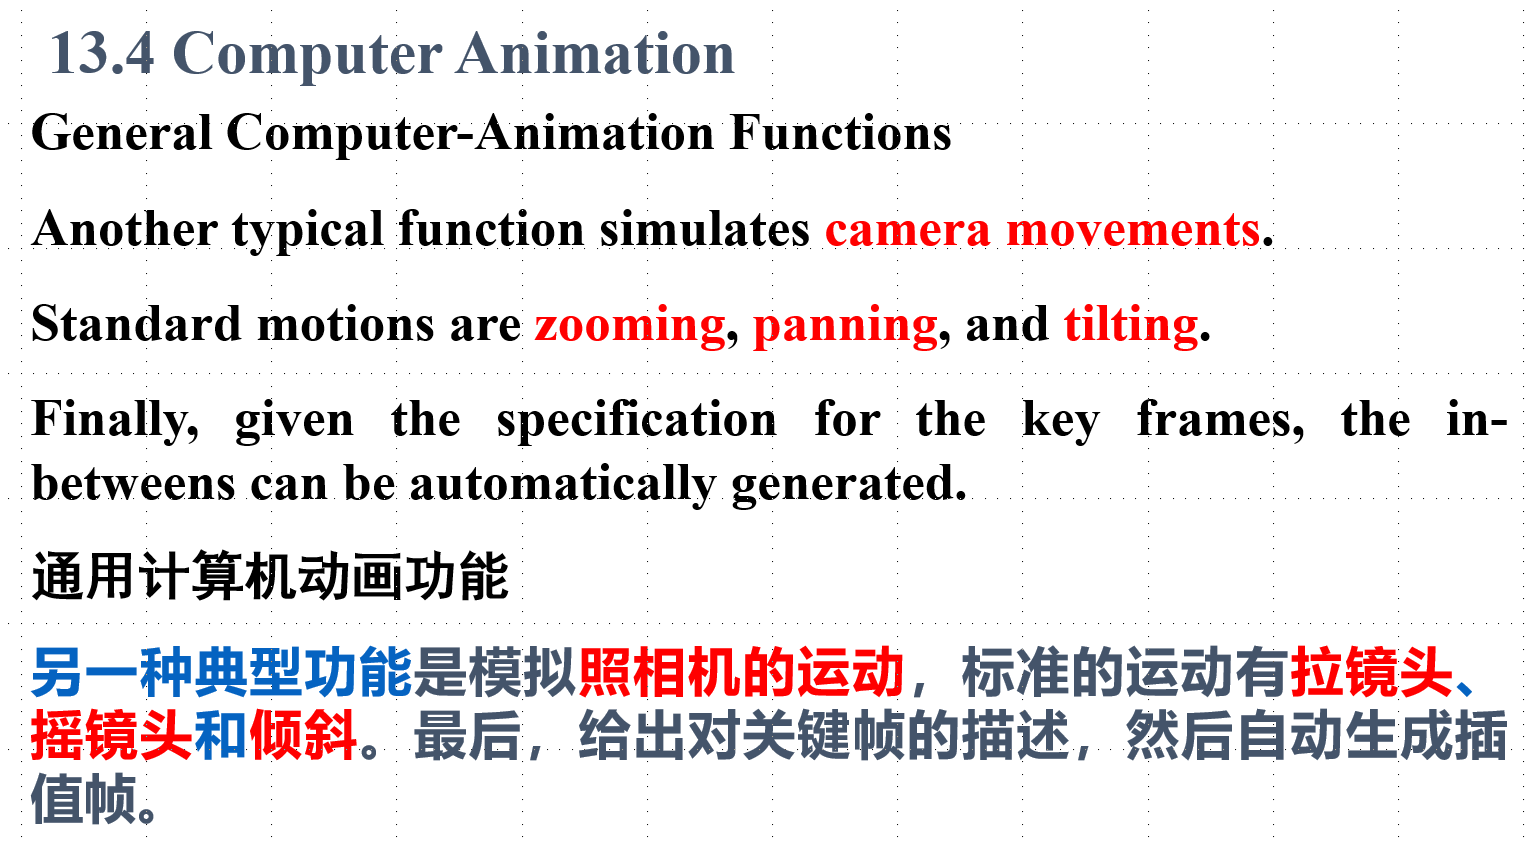 13.4 Computer Animation
General Computer-Animation Functions
Another typical function simulates camera movements.
Standard motions are zooming, panning, and tilting.
Finally, given the specification for the key frames, the in-
betweens can be automatically generated.
通用计算机动画功能
另一种典型功能是模拟照相机的运动，标准的运动有拉镜头、
摇镜头和倾斜。最后，给出对关键帧的描述，然后自动生成插
值帧。